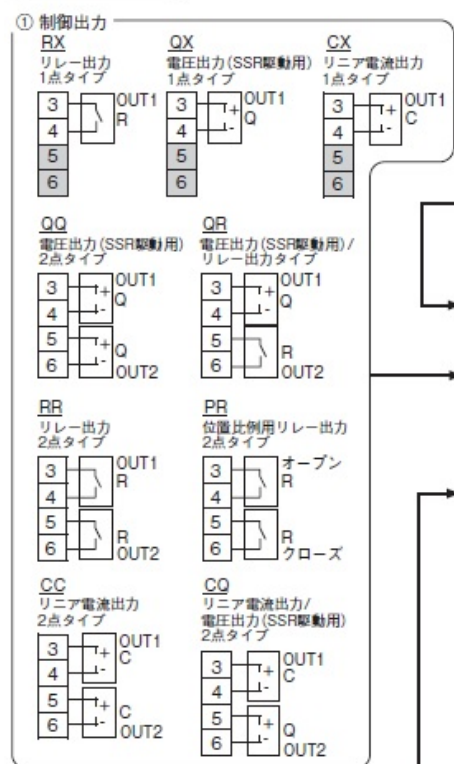 ① 制御出力
RX
リレー出力
1点タイプ
3
4
5
6
OUT1
R
QX
電圧出力(SSR駆動用)
1点タイプ
3
4
5
6
+
-
OUT1
Q
CX
リニア電流出力
1点タイプ
3
4
5
6
+
-
OUT1
C
QQ
電圧出力(SSR駆動用)
2点タイプ
3
4
5
6
+
-
OUT1
Q
+
-
Q
OUT2
QR
電圧出力(SSR駆動用)/
リレー出力タイプ
3
4
5
6
+
-
OUT1
Q
R
OUT2
RR
リレー出力
2点タイプ
3
4
5
6
OUT1
R
R
OUT2
PR
位置比例用リレー出力
2点タイプ
3
4
5
6
オープン
R
R
クローズ
CC
リニア電流出力
2点タイプ
3
4
5
6
+
-
OUT1
C
+
-
C
OUT2
CQ
リニア電流出力/
電圧出力(SSR駆動用)
2点タイプ
3
4
5
6
+
-
OUT1
C
+
-
Q
OUT2